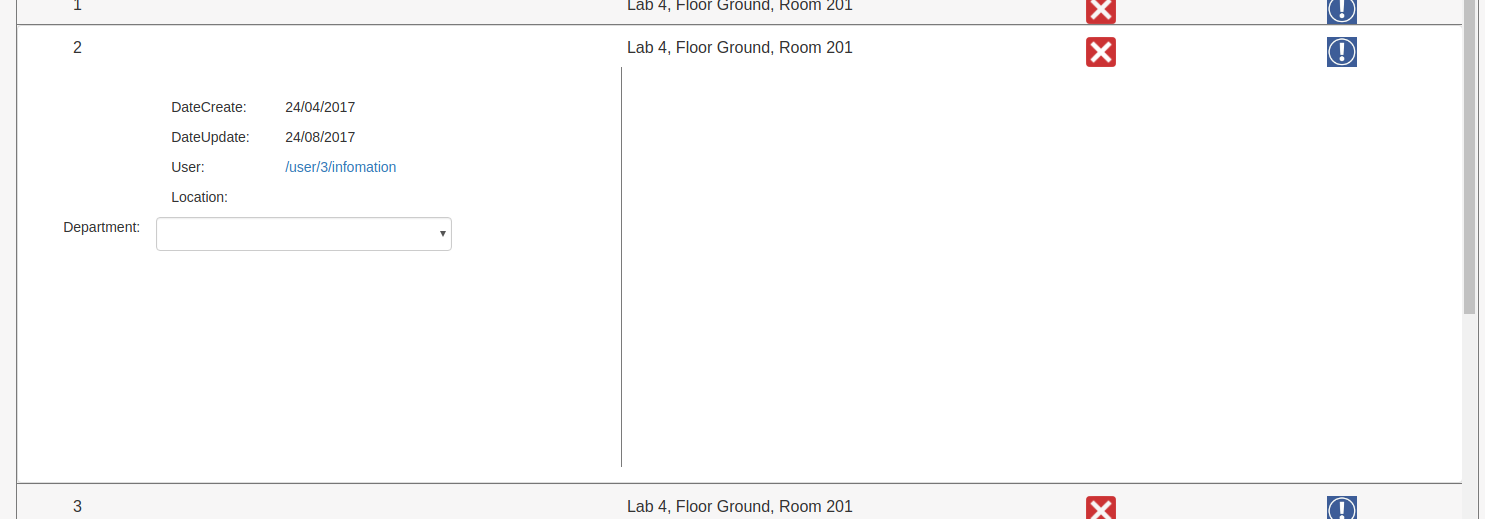 1 Lab 4, Floor Ground, Room 201
2 Lab 4, Floor Ground, Room 201
DateCreate: 24/04/2017
DateUpdate: 24/08/2017
User: /user/3/infomation
Location:
Department:
3 Lab 4, Floor Ground, Room 201